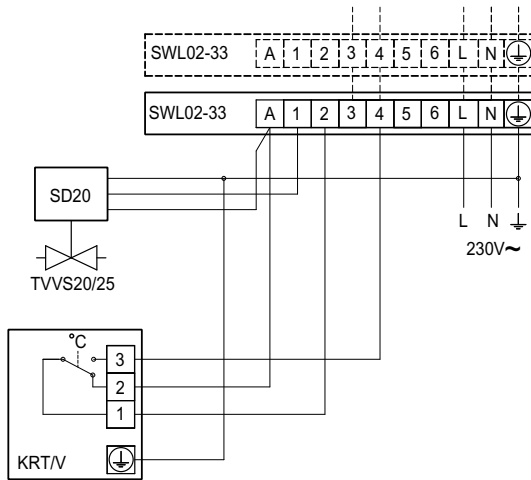 SWL02-33 A 1 2 3 4 5 6 L N
SWL02-33 A 1 2 3 4 5 6 L N
SD20
L N
230V~
TVVS20/25
°C
3
2
1
KRT/V